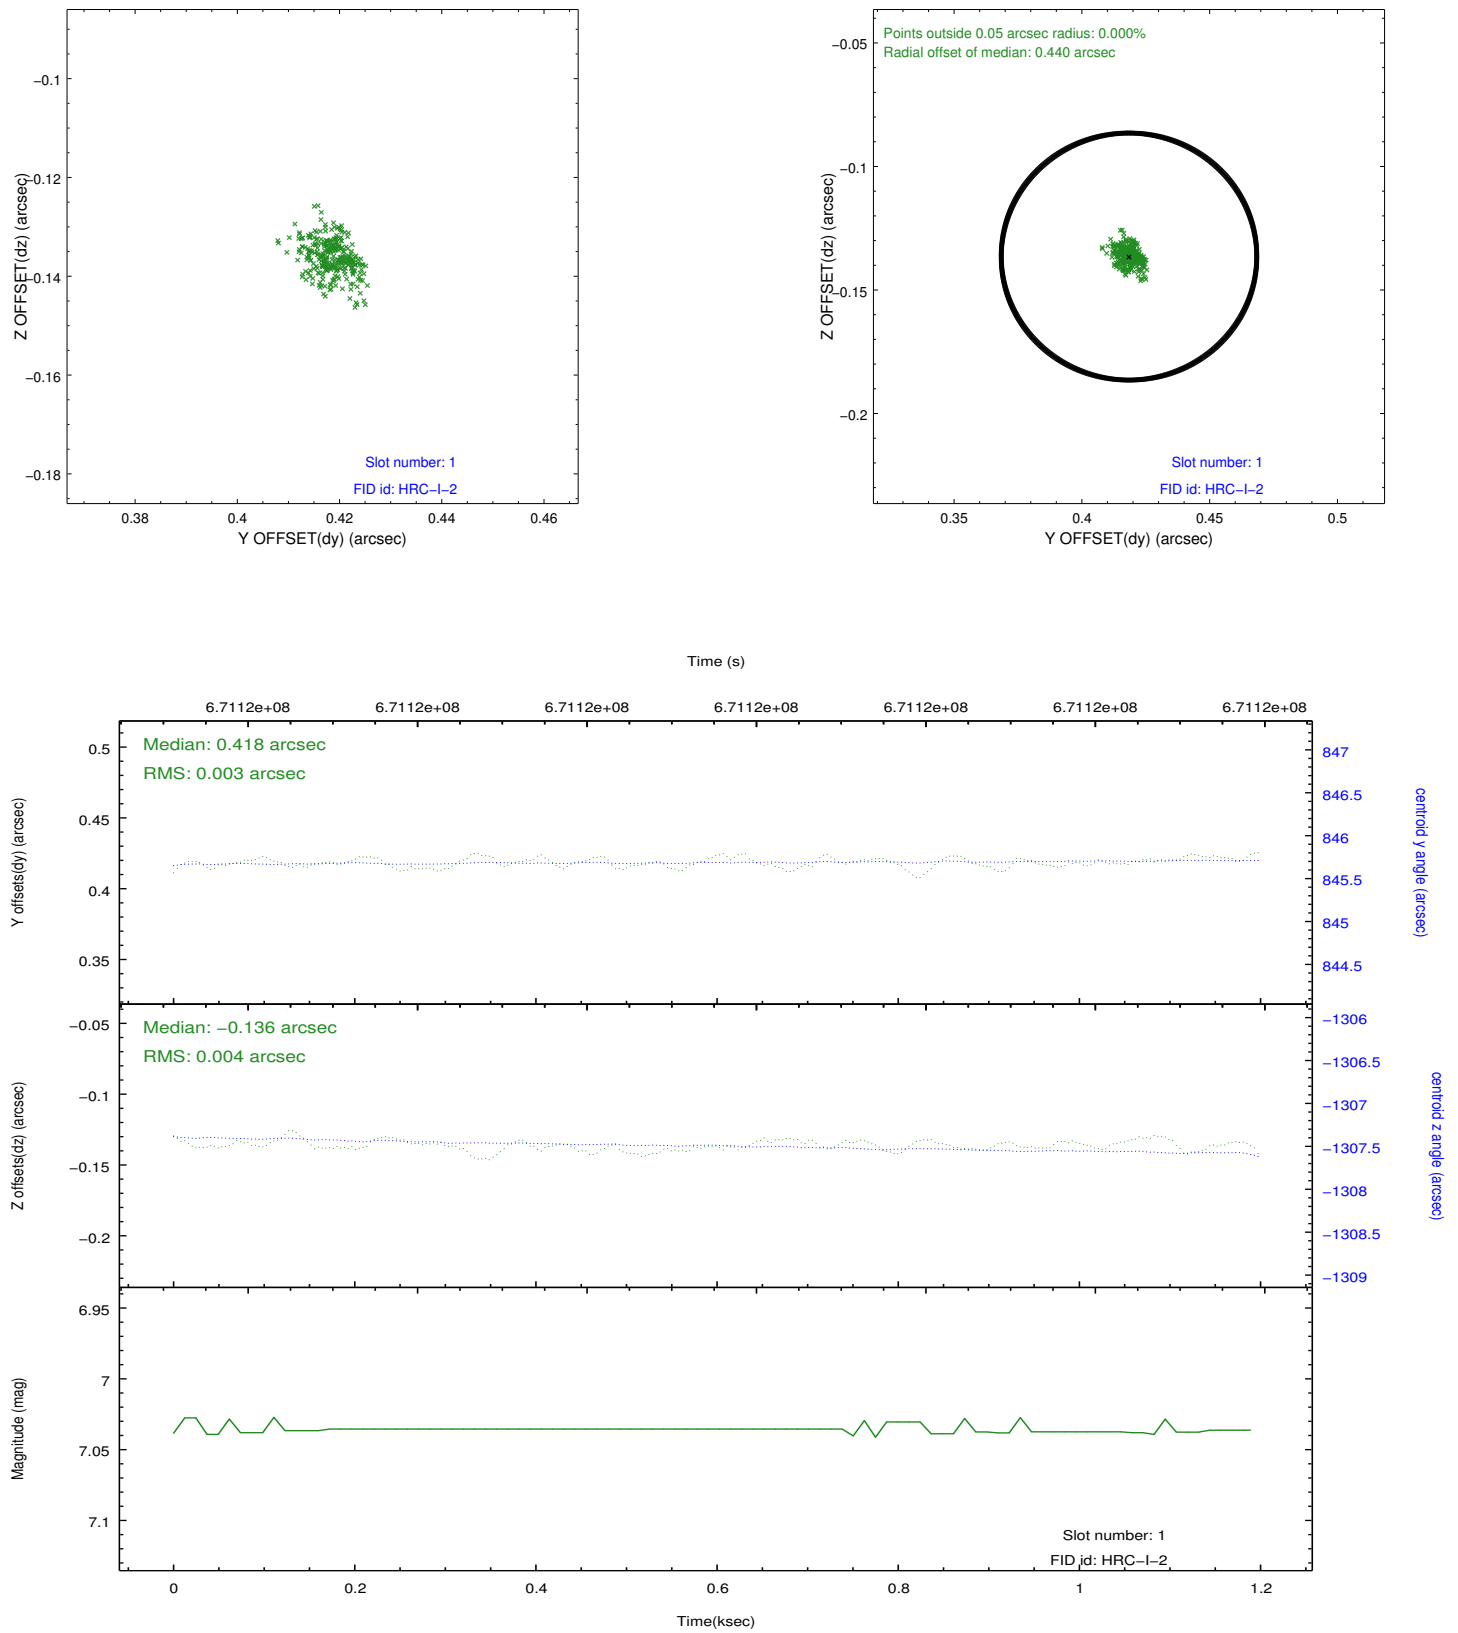 −0.1
−0.12
−0.14
−0.16
−0.18
Z OFFSET(dz) (arcsec)
Slot number: 1
FID id: HRC−I−2
0.38 0.4 0.42 0.44 0.46
Y OFFSET(dy) (arcsec)
Points outside 0.05 arcsec radius: 0.000%
Radial offset of median: 0.440 arcsec
−0.05
−0.1
−0.15
−0.2
Z OFFSET(dz) (arcsec)
Slot number: 1
FID id: HRC−I−2
0.35 0.4 0.45 0.5
Y OFFSET(dy) (arcsec)
Time (s)
6.7112e+08 6.7112e+08 6.7112e+08 6.7112e+08 6.7112e+08 6.7112e+08 6.7112e+08
Median: 0.418 arcsec
RMS: 0.003 arcsec
0.5
0.45
0.4
0.35
Y offsets(dy) (arcsec)
847
846.5
846
845.5
845
844.5
centroid y angle (arcsec)
Median: −0.136 arcsec
RMS: 0.004 arcsec
−0.05
−0.1
−0.15
−0.2
Z offsets(dz) (arcsec)
−1306
−1306.5
−1307
−1307.5
−1308
−1308.5
−1309
centroid z angle (arcsec)
6.95
7
7.05
7.1
Magnitude (mag)
Slot number: 1
FID id: HRC−I−2
0 0.2 0.4 0.6 0.8 1 1.2
Time(ksec)